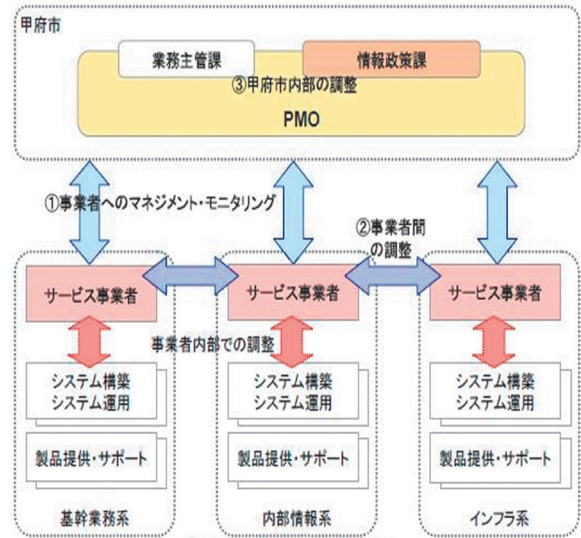 甲府市
業務主管課
情報政策課
③甲府市内部の調整
PMO
①事業者へのマネジメント・モニタリング
②事業者間
の調整
サービス事業者
サービス事業者
サービス事業者
事業者内部での調整
システム構築
システム運用
システム構築
システム運用
システム構築
システム運用
製品提供・サポート
製品提供・サポート
製品提供・サポート
基幹業務系
内部情報系
インフラ系